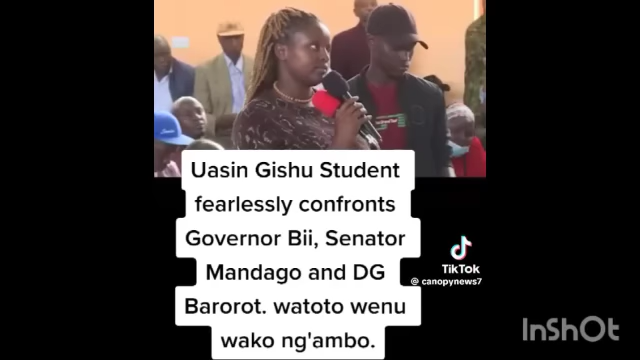 Uasin Gishu Student
fearlessly confronts
Governor Bii, Senator
Mandago and DG
Barorot. watoto wenu
wako ng'ambo.
TikTok
@ canopynews7
InShOt
TikTok